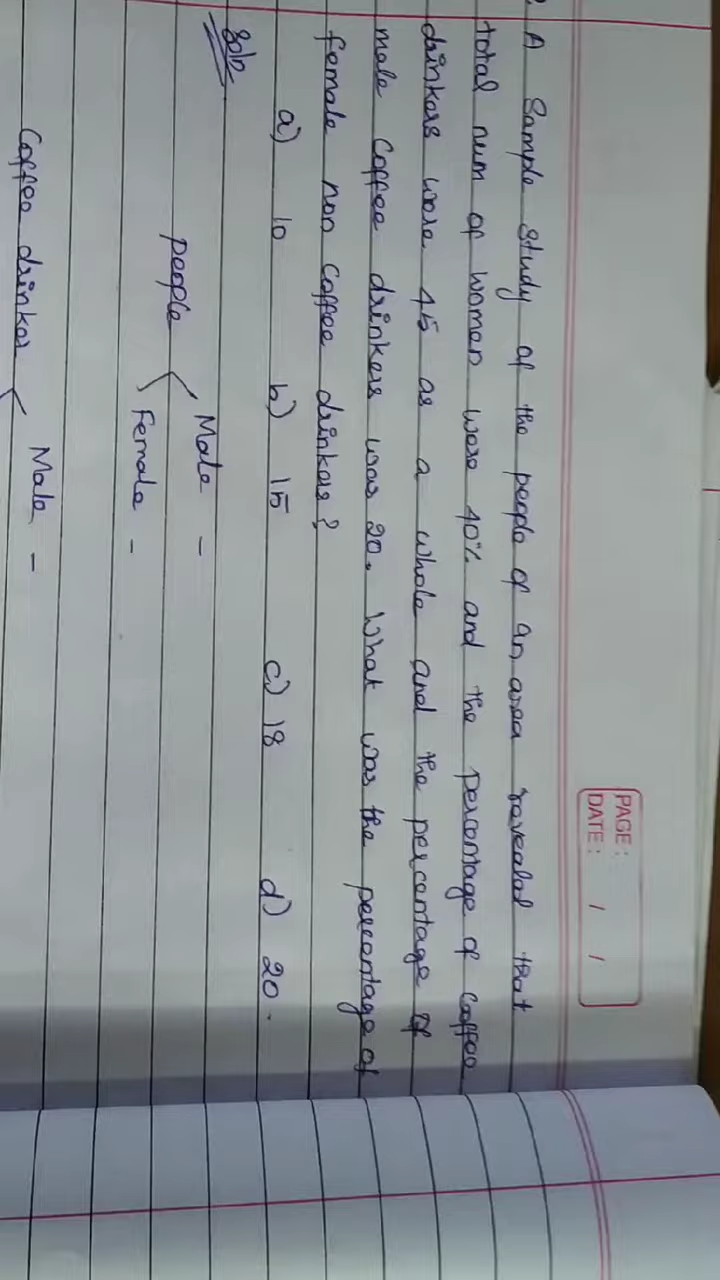 PAGE:
DATE: / /
A Sample study of the people of an area revealed that
total num of women were 40% and the percentage of Coffee
drinkers were 45 as a whole and the percentage of
male Coffee drinkers was 20. What was the percentage of
female non Coffee drinkers?
a) 10 b) 15 c) 18 d) 20.
Soln
Male -
people
Female -
Male -
Coffee drinker